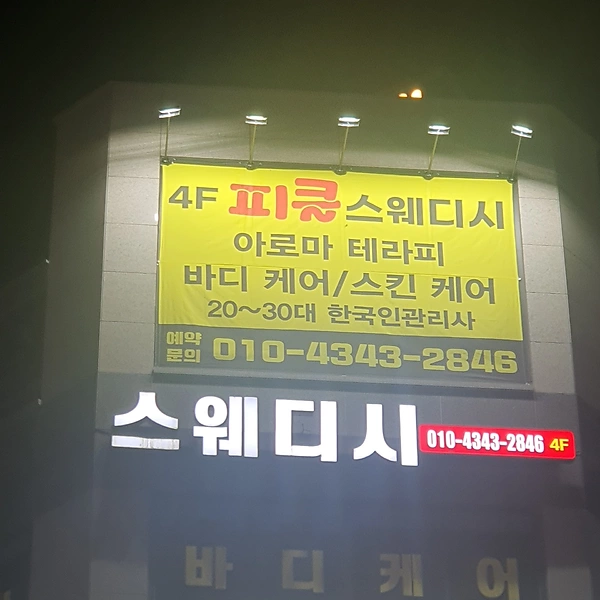 4F 피클스웨디시
아로마 테라피
바디 케어/스킨 케어
20~30대 한국인관리사
예약
문의 010-4343-2846
스웨디시 010-4343-2846 4F
바디케어